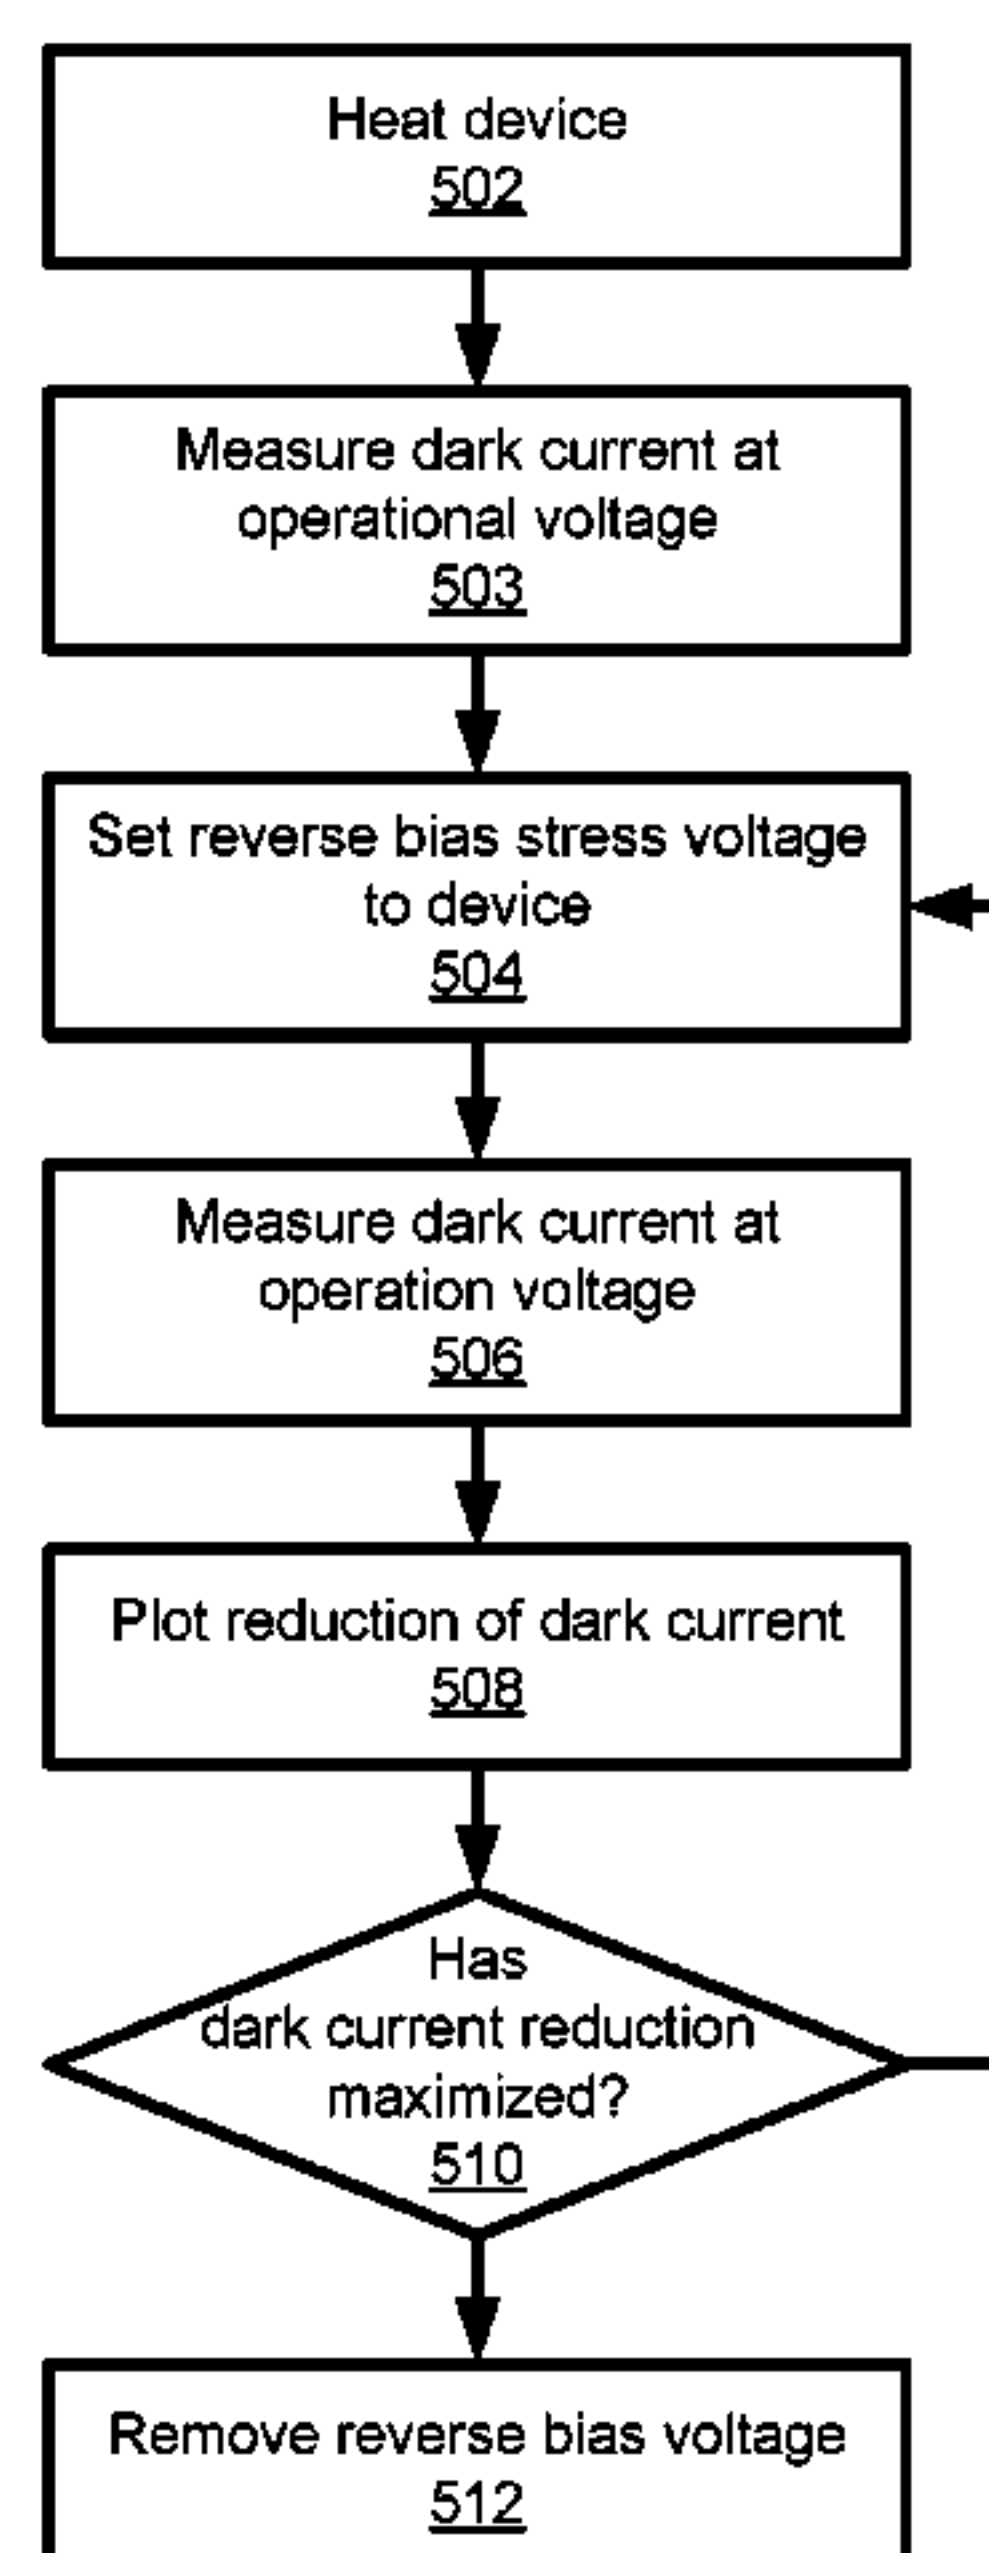 Heat device
502
Measure dark current at
operational voltage
503
Set reverse bias stress voltage
to device
504
Measure dark current at
operation voltage
506
Plot reduction of dark current
508
Has
dark current reduction
maximized?
510
Remove reverse bias voltage
512